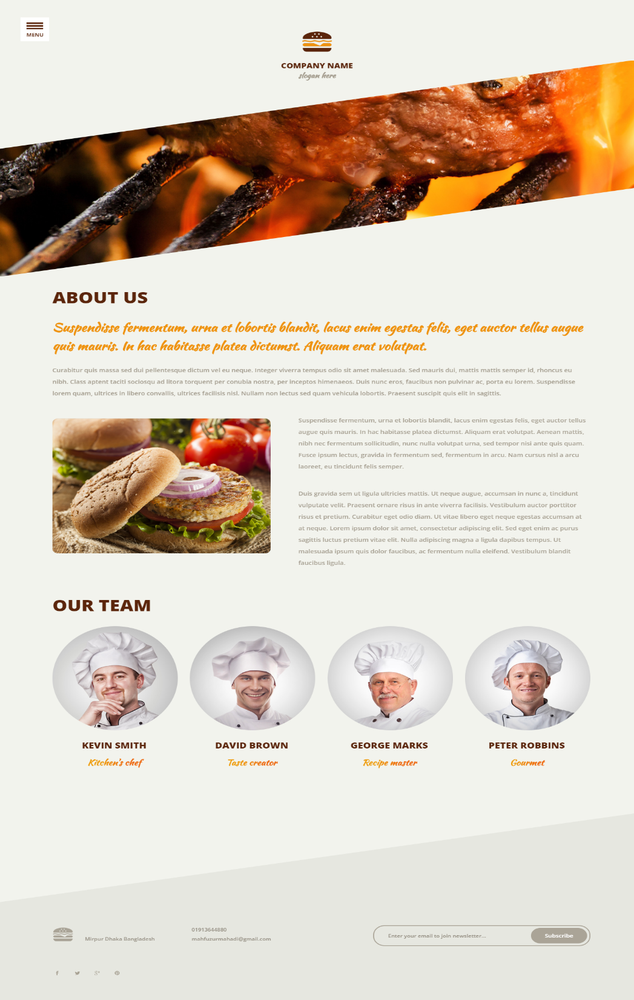 MENU
COMPANY NAME
slogan here
ABOUT US
Suspendisse fermentum, urna et lobortis blandit, lacus enim egestas felis, eget auctor tellus augue
quis mauris. In hac habitasse platea dictumst. Aliquam erat volutpat.
Curabitur quis massa sed dui pellentesque dictum vel eu neque. Integer viverra tempus odio sit amet malesuada. Sed mauris dui, mattis mattis semper id, rhoncus eu
nibh. Class aptent taciti sociosqu ad litora torquent per conubia nostra, per inceptos himenaeos. Duis nunc eros, faucibus non pulvinar ac, porta eu lorem. Suspendisse
lorem quam, ultrices in libero convallis, ultrices facilisis nisl. Nullam non lectus sed quam vehicula lobortis. Praesent suscipit quis elit in sagittis.
Suspendisse fermentum, urna et lobortis blandit, lacus enim egestas felis, eget auctor tellus
augue quis mauris. In hac habitasse platea dictumst. Aliquam erat volutpat. Aenean mattis,
nibh nec fermentum sollicitudin, nunc nulla volutpat urna, sed tempor nisi ante quis quam.
Fusce ipsum lectus, gravida in fermentum sed, fermentum in arcu. Nam cursus nisl a arcu
laoreet, eu tincidunt felis semper.
Duis gravida sem ut ligula ultricies mattis. Ut neque augue, accumsan in nunc a, tincidunt
vulputate velit. Praesent ornare risus in ante viverra facilisis. Vestibulum auctor porttitor
risus et pretium. Curabitur eget odio diam. Ut vitae libero eget neque egestas accumsan at
at neque. Lorem ipsum dolor sit amet, consectetur adipiscing elit. Sed eget enim ac purus
sagittis luctus pretium vitae elit. Nulla adipiscing magna a ligula dapibus tempus. Ut
malesuada ipsum quis dolor faucibus, ac fermentum nulla eleifend. Vestibulum blandit
faucibus ligula.
OUR TEAM
KEVIN SMITH
Kitchen's chef
DAVID BROWN
Taste creator
GEORGE MARKS
Recipe master
PETER ROBBINS
Gourmet
Mirpur Dhaka Bangladesh
01913644880
mahfuzurmahadi@gmail.com
Enter your email to join newsletter...
Subscribe